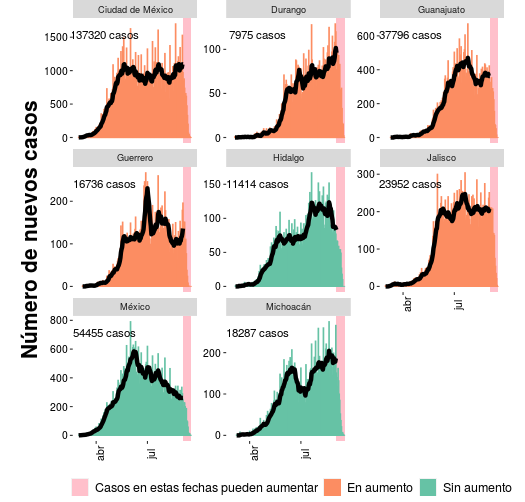 Número de nuevos casos
Ciudad de México
137320 casos
1500
1000
500
0
Durango
7975 casos
100
50
0
Guanajuato
37796 casos
600
400
200
0
Guerrero
16736 casos
200
100
0
Hidalgo
11414 casos
150
100
50
0
Jalisco
23952 casos
300
200
100
0
abr
jul
México
54455 casos
800
600
400
200
0
abr
jul
Michoacán
18287 casos
200
100
0
abr
jul
Casos en estas fechas pueden aumentar
En aumento
Sin aumento